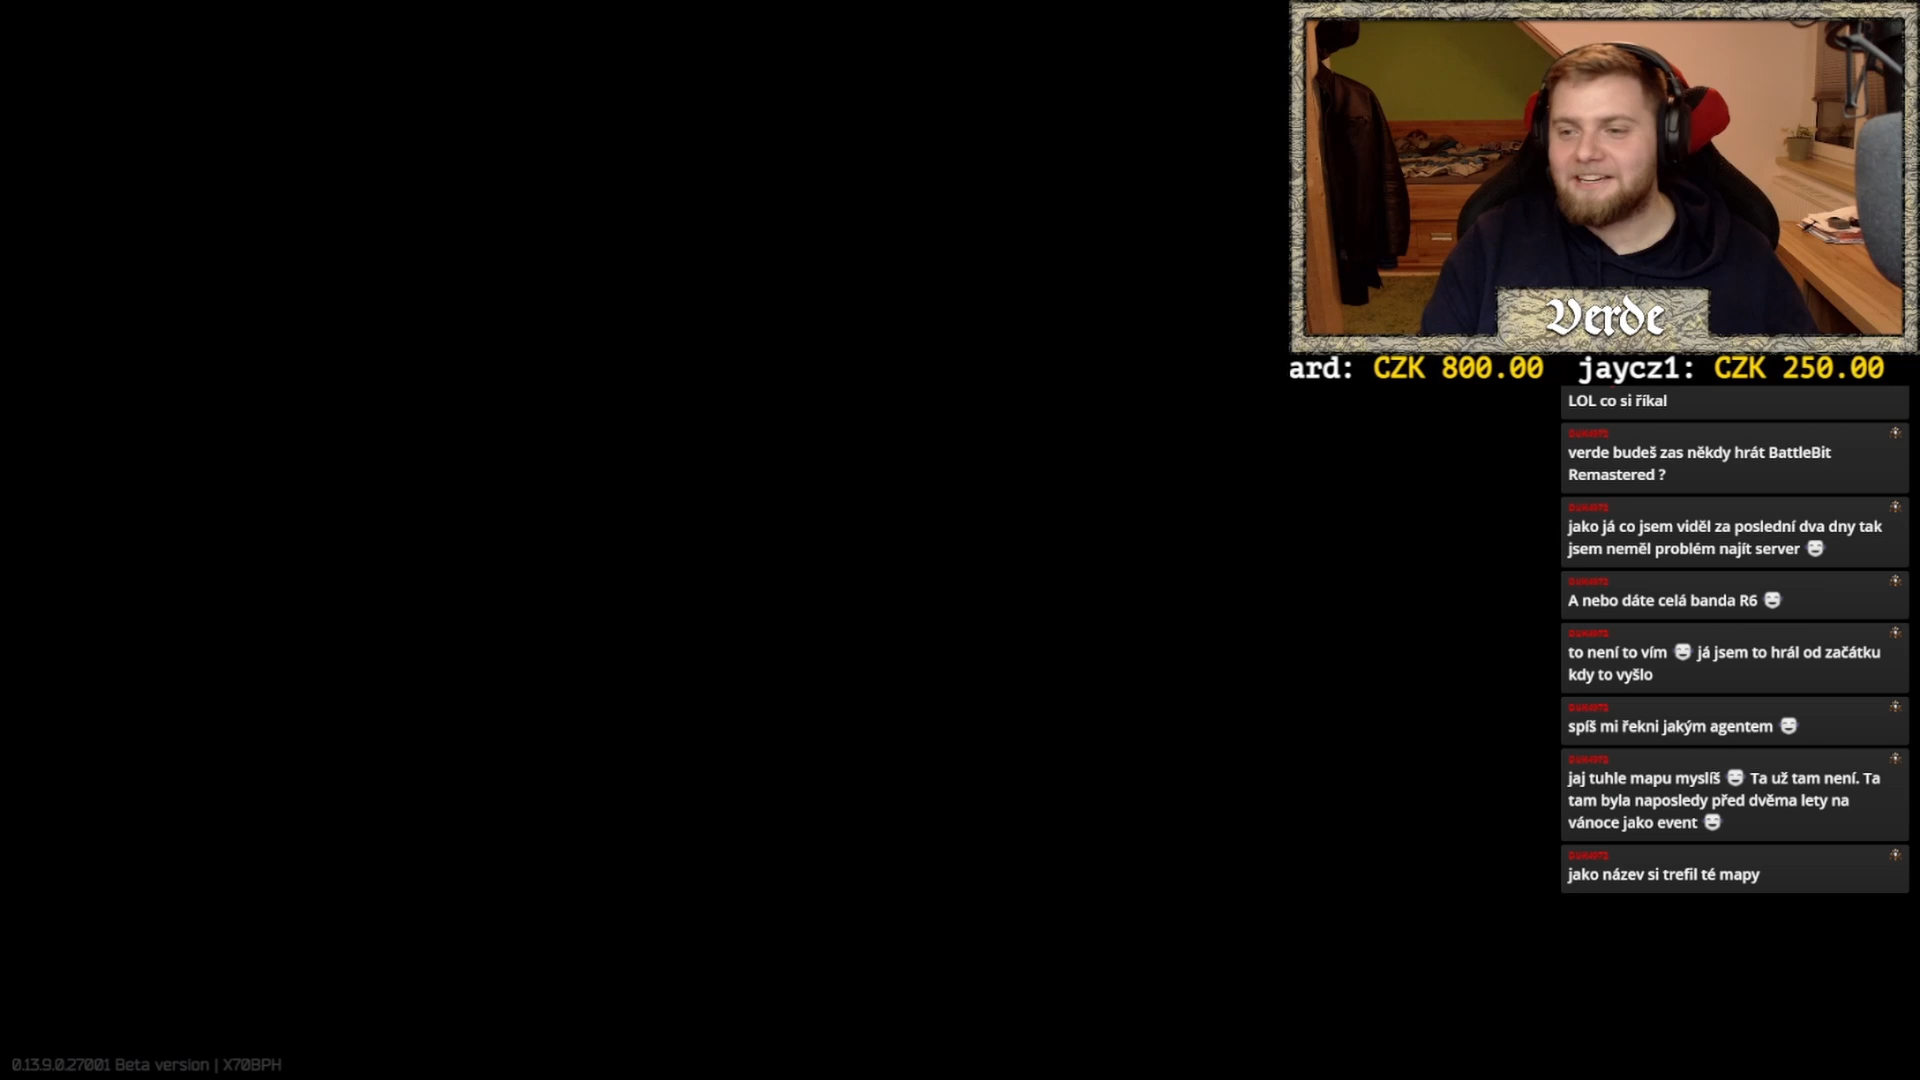 Verde
ard: CZK 800.00 jaycz1: CZK 250.00
LOL co si říkal
verde budeš zas někdy hrát BattleBit
Remastered ?
jako já co jsem viděl za poslední dva dny tak
jsem neměl problém najít server
A nebo dáte celá banda R6
to není to vím já jsem to hrál od začátku
kdy to vyšlo
spíš mi řekni jakým agentem
jaj tuhle mapu myslíš Ta už tam není. Ta
tam byla naposledy před dvěma lety na
vánoce jako event
jako název si trefil té mapy
0.13.9.0.27001 Beta version | X70BPH